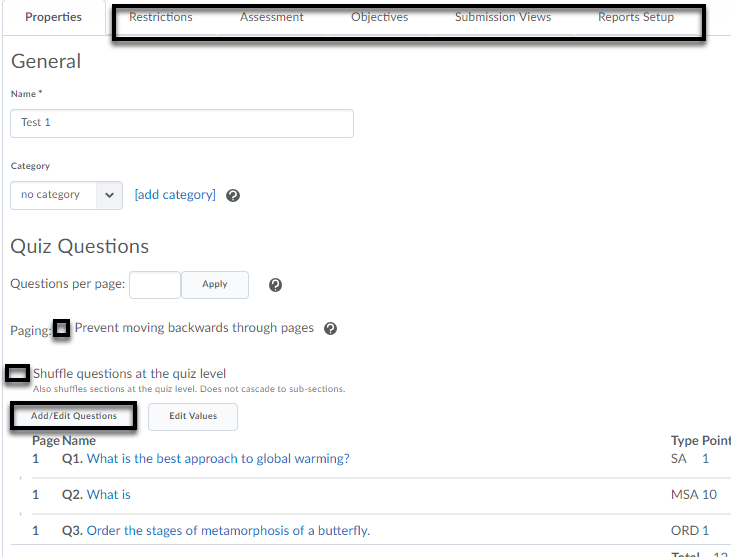 Properties Restrictions Assessment Objectives Submission Views Reports Setup
General
Name *
Test 1
Category
no category [add category] ?
Quiz Questions
Questions per page: Apply ?
Paging: Prevent moving backwards through pages ?
Shuffle questions at the quiz level
Also shuffles sections at the quiz level. Does not cascade to sub-sections.
Add/Edit Questions Edit Values
Page Name Type Point
1 Q1. What is the best approach to global warming? SA 1
1 Q2. What is MSA 10
1 Q3. Order the stages of metamorphosis of a butterfly. ORD 1
Total 12